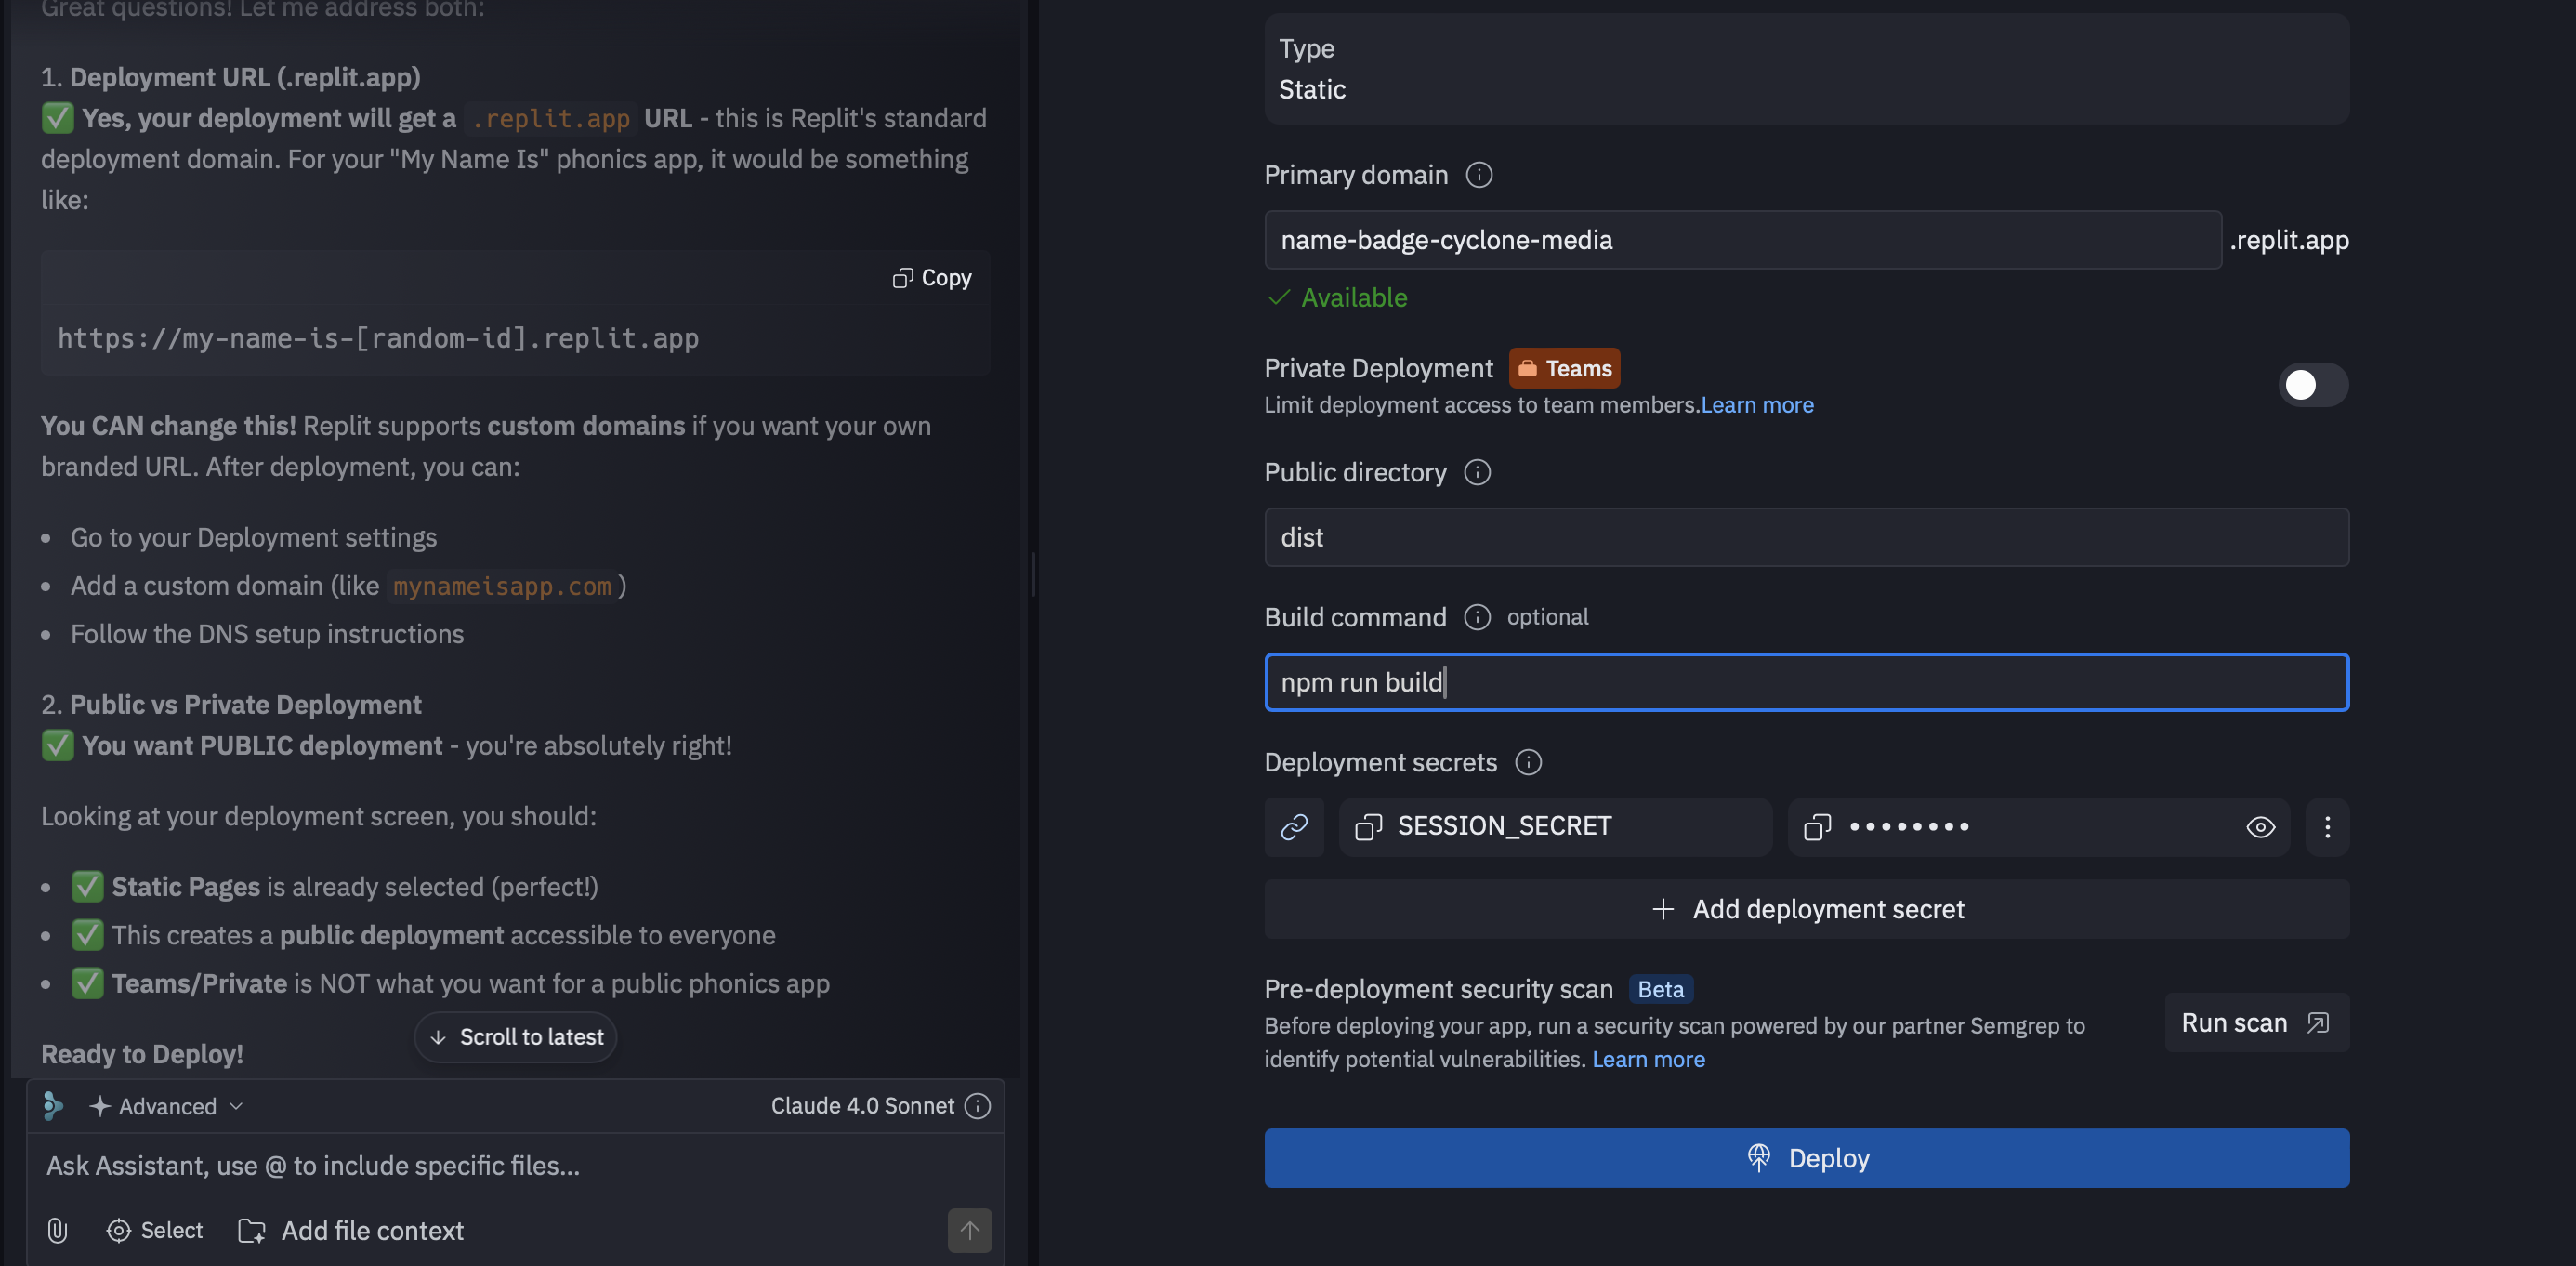 Great questions! Let me address both:
1. Deployment URL (.replit.app)
✅ Yes, your deployment will get a .replit.app URL - this is Replit's standard
deployment domain. For your "My Name Is" phonics app, it would be something
like:
Copy
https://my-name-is-[random-id].replit.app
You CAN change this! Replit supports custom domains if you want your own
branded URL. After deployment, you can:
• Go to your Deployment settings
• Add a custom domain (like mynameisapp.com)
• Follow the DNS setup instructions
2. Public vs Private Deployment
✅ You want PUBLIC deployment - you're absolutely right!
Looking at your deployment screen, you should:
• ✅ Static Pages is already selected (perfect!)
• ✅ This creates a public deployment accessible to everyone
• ✅ Teams/Private is NOT what you want for a public phonics app
Scroll to latest
Ready to Deploy!
Advanced
Claude 4.0 Sonnet
Ask Assistant, use @ to include specific files...
Select
Add file context
Type
Static
Primary domain
name-badge-cyclone-media
.replit.app
Available
Private Deployment Teams
Limit deployment access to team members.Learn more
Public directory
dist
Build command optional
npm run build
Deployment secrets
SESSION_SECRET
••••••••
+ Add deployment secret
Pre-deployment security scan Beta
Before deploying your app, run a security scan powered by our partner Semgrep to
identify potential vulnerabilities. Learn more
Run scan
Deploy